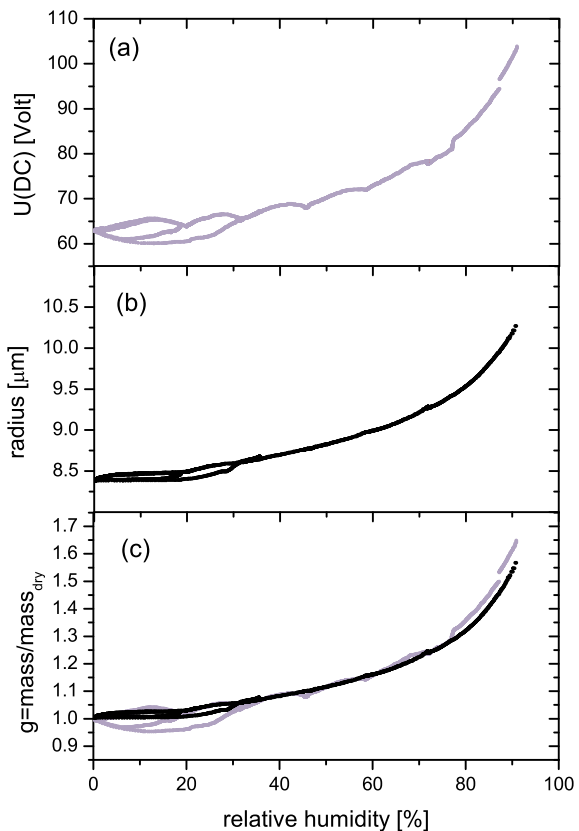 (a)
110
100
90
80
70
60
U(DC) [Volt]
(b)
10.5
10.0
9.5
9.0
8.5
radius [μm]
(c)
1.7
1.6
1.5
1.4
1.3
1.2
1.1
1.0
0.9
g=mass/mass_dry
0 20 40 60 80 100
relative humidity [%]